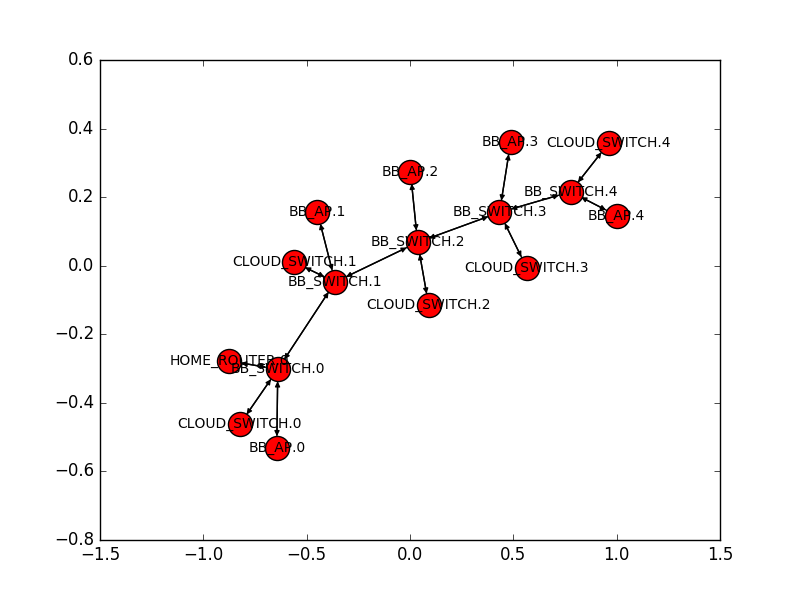 0.6
0.4
0.2
0.0
−0.2
−0.4
−0.6
−0.8
−1.5
−1.0
−0.5
0.0
0.5
1.0
1.5
BB_AP.3
CLOUD_SWITCH.4
BB_AP.2
BB_SWITCH.4
BB_AP.1
BB_SWITCH.3
BB_AP.4
BB_SWITCH.2
CLOUD_SWITCH.1
CLOUD_SWITCH.3
BB_SWITCH.1
CLOUD_SWITCH.2
HOME_ROUTER.0
BB_SWITCH.0
CLOUD_SWITCH.0
BB_AP.0